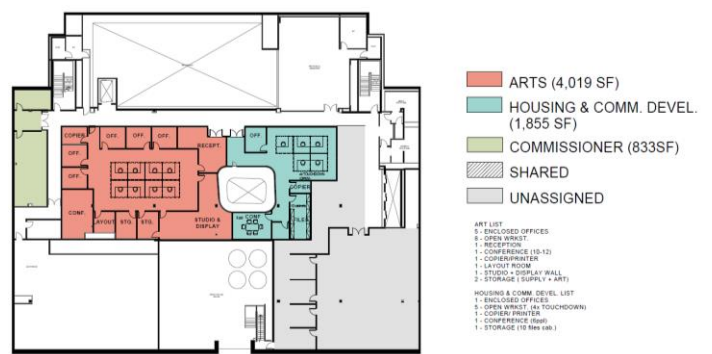 ARTS (4,019 SF)
HOUSING & COMM. DEVEL.
(1,855 SF)
COMMISSIONER (833SF)
SHARED
UNASSIGNED
COPIER
OFF.
OFF.
OFF.
OFF.
RECEPT.
OFF.
OFF.
COPIER
CONF.
LAYOUT
STG.
STG.
STUDIO &
DISPLAY
CONF.
FILES
ART LIST
5 - ENCLOSED OFFICES
8 - OPEN WRKST.
1 - RECEPTION
1 - CONFERENCE (10-12)
1 - COPIER/PRINTER
1 - LAYOUT ROOM
1 - STUDIO + DISPLAY WALL
2 - STORAGE ( SUPPLY + ART)
HOUSING & COMM. DEVEL. LIST
1 - ENCLOSED OFFICES
5 - OPEN WRKST. (4x TOUCHDOWN)
1 - COPIER/ PRINTER
1 - CONFERENCE (6ppl)
1 - STORAGE (10 files cab.)